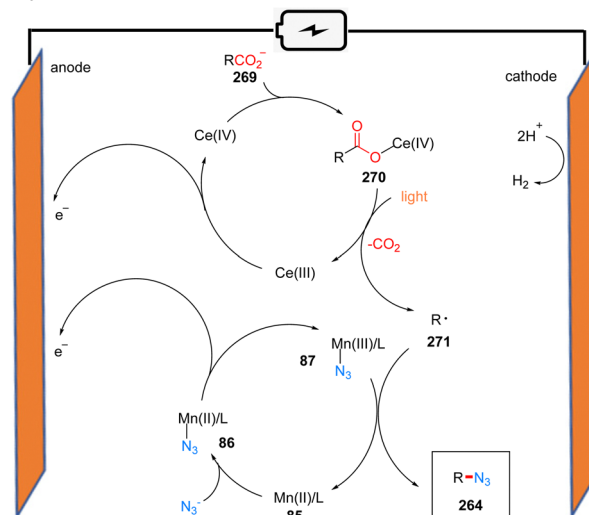 anode
cathode
RCO2−
269
Ce(IV)
O
R
O
Ce(IV)
270
2H+
H2
light
-CO2
e−
Ce(III)
R•
271
e−
Mn(III)/L
N3
87
Mn(II)/L
N3
86
N3-
Mn(II)/L
85
R–N3
264